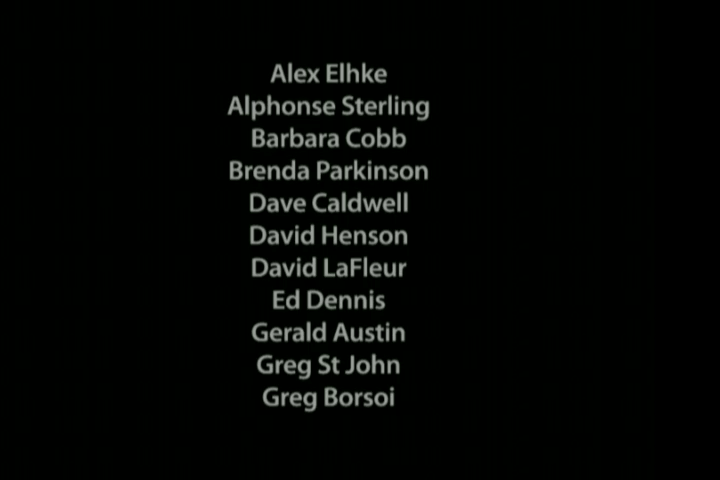 Alex Elhke
Alphonse Sterling
Barbara Cobb
Brenda Parkinson
Dave Caldwell
David Henson
David LaFleur
Ed Dennis
Gerald Austin
Greg St John
Greg Borsoi